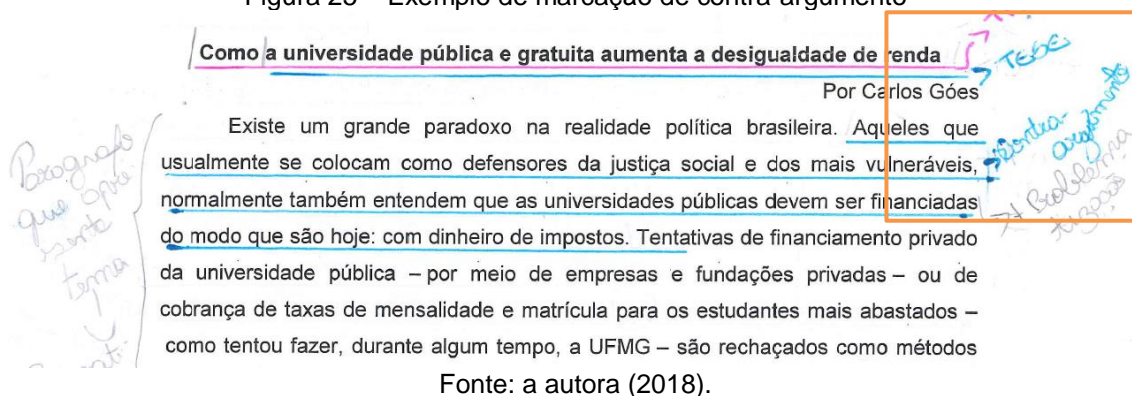 Figura 25 – Exemplo de marcação de contra-argumento
Como a universidade pública e gratuita aumenta a desigualdade de renda
TESE
Por Carlos Góes
Existe um grande paradoxo na realidade política brasileira. Aqueles que
usualmente se colocam como defensores da justiça social e dos mais vulneráveis,
normalmente também entendem que as universidades públicas devem ser financiadas
do modo que são hoje: com dinheiro de impostos. Tentativas de financiamento privado
da universidade pública – por meio de empresas e fundações privadas – ou de
cobrança de taxas de mensalidade e matrícula para os estudantes mais abastados –
como tentou fazer, durante algum tempo, a UFMG – são rechaçados como métodos
Contra-
argumento
Problema
tização
Paragrafo
que apre
senta
tema
Fonte: a autora (2018).